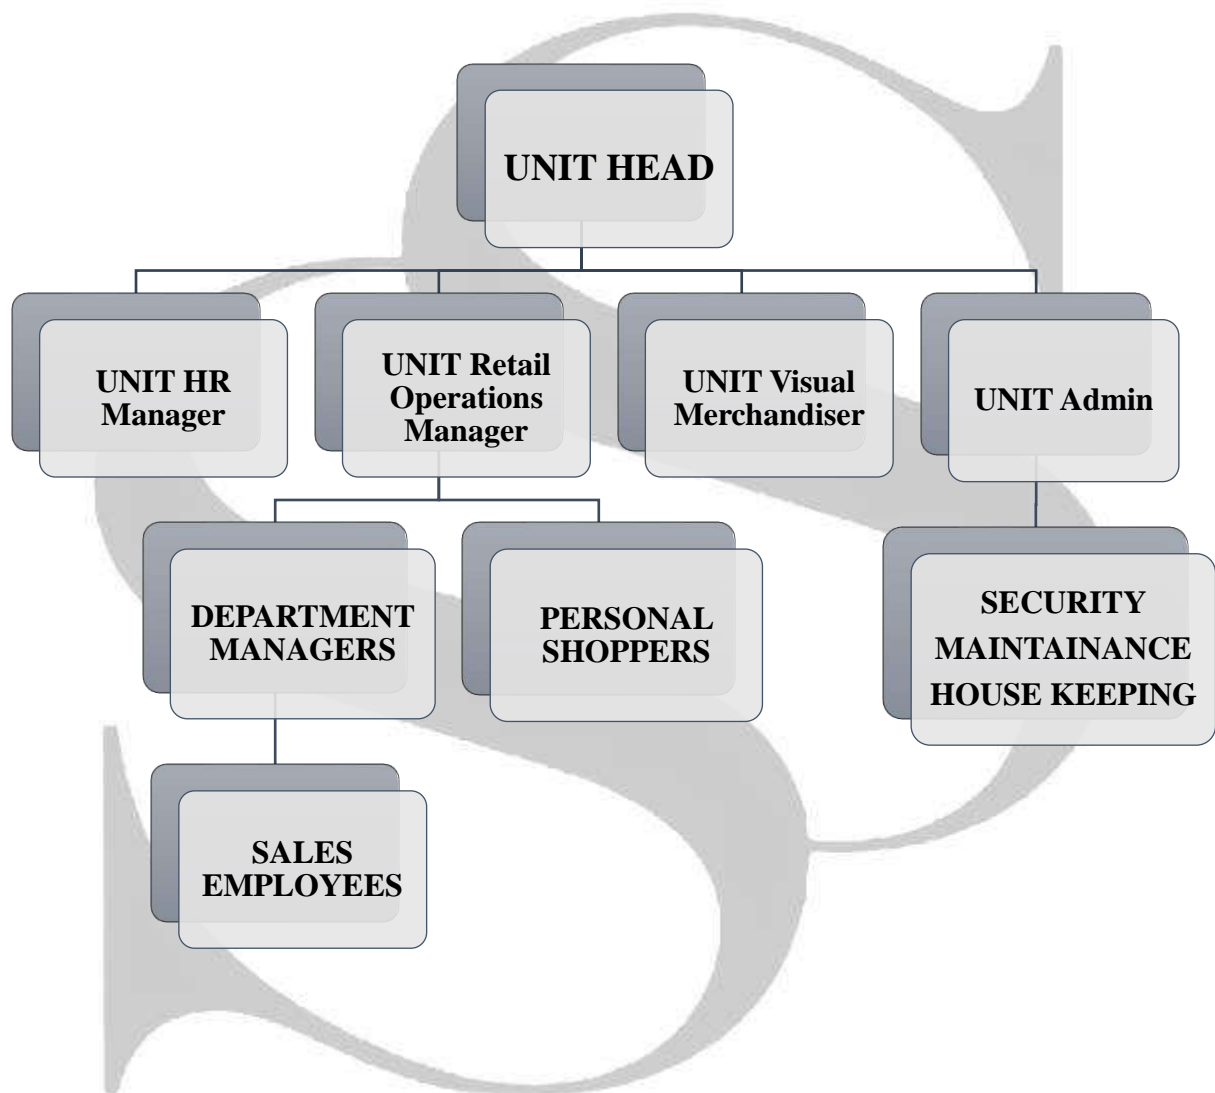 UNIT HEAD
UNIT HR
Manager
UNIT Retail
Operations
Manager
UNIT Visual
Merchandiser
UNIT Admin
DEPARTMENT
MANAGERS
PERSONAL
SHOPPERS
SECURITY
MAINTAINANCE
HOUSE KEEPING
SALES
EMPLOYEES